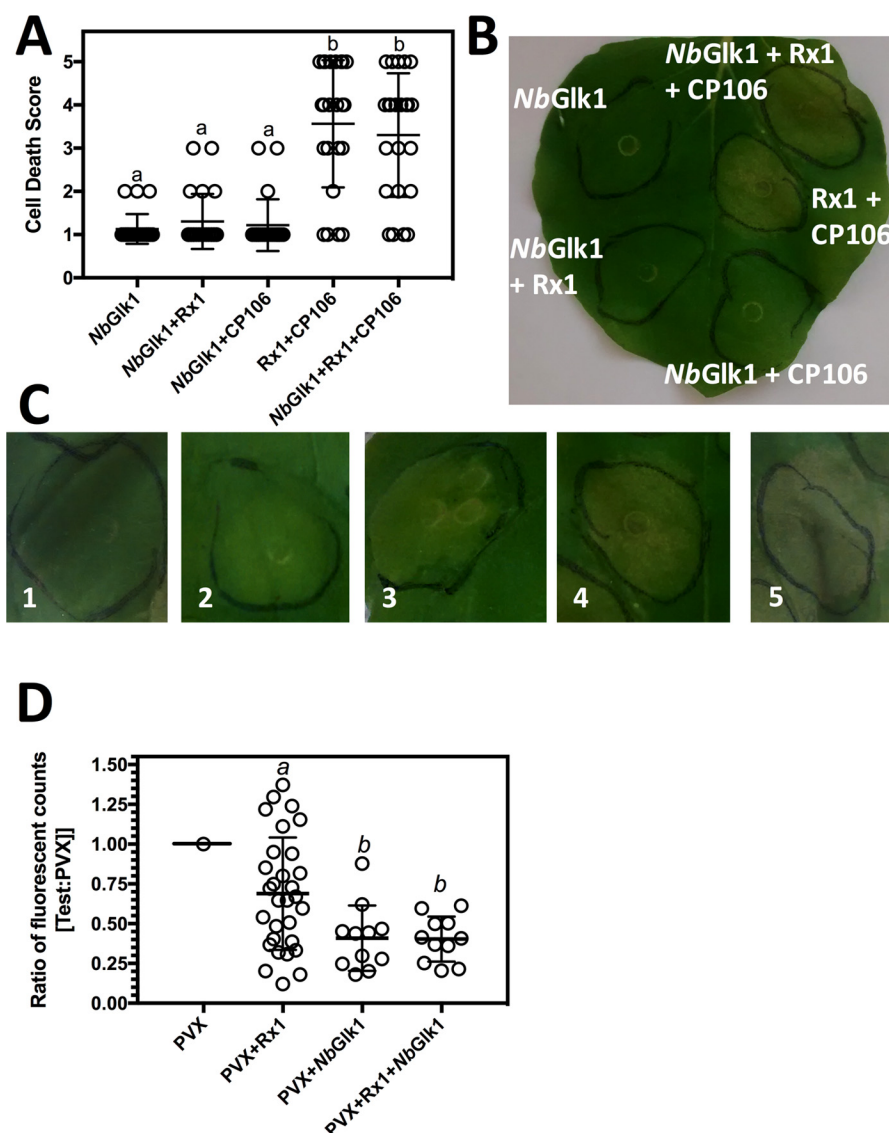 A
Cell Death Score
5
4
3
2
1
0
a
a
a
b
b
NbGlk1
NbGlk1+Rx1
NbGlk1+CP106
Rx1+CP106
NbGlk1+Rx1+CP106
B
NbGlk1
NbGlk1 + Rx1
+ CP106
Rx1 +
CP106
NbGlk1
+ Rx1
NbGlk1 + CP106
C
1
2
3
4
5
D
Ratio of fluorescent counts
[Test:PVX]]
1.50
1.25
1.00
0.75
0.50
0.25
0.00
a
b
b
PVX
PVX+Rx1
PVX+NbGlk1
PVX+Rx1+NbGlk1